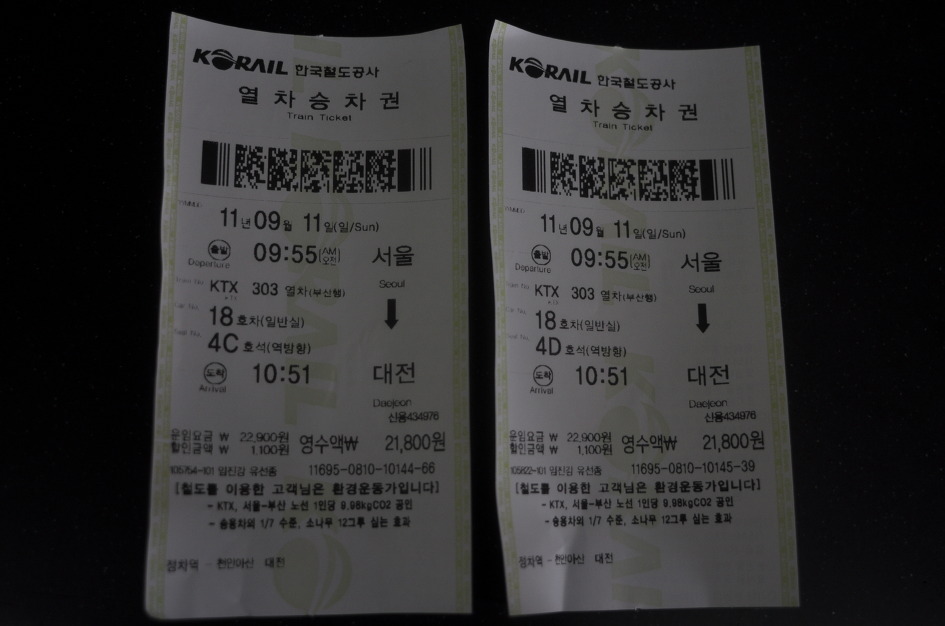 KORAIL 한국철도공사
열차승차권
Train Ticket
11년 09월 11일(일/Sun)
출발 09:55(AM 오전) 서울
Departure Seoul
KTX 303 열차(부산행)
18호차(일반실)
4C호석(역방향)
도착 10:51 대전
Arrival Daejeon
신용434976
운임요금 ₩ 22,900원 영수액₩ 21,800원
할인금액 ₩ 1,100원
11695-0810-10144-66
[철도를 이용한 고객님은 환경운동가입니다]
- KTX, 서울-부산 노선 1인당 9.98kgCO2 공인
- 승용차의 1/7 수준, 소나무 12그루 심는 효과
정차역 - 천안아산 대전
KORAIL 한국철도공사
열차승차권
Train Ticket
11년 09월 11일(일/Sun)
출발 09:55(AM 오전) 서울
Departure Seoul
KTX 303 열차(부산행)
18호차(일반실)
4D호석(역방향)
도착 10:51 대전
Arrival Daejeon
신용434976
운임요금 ₩ 22,900원 영수액₩ 21,800원
할인금액 ₩ 1,100원
11695-0810-10145-39
[철도를 이용한 고객님은 환경운동가입니다]
- KTX, 서울-부산 노선 1인당 9.98kgCO2 공인
- 승용차의 1/7 수준, 소나무 12그루 심는 효과
정차역 - 천안아산 대전